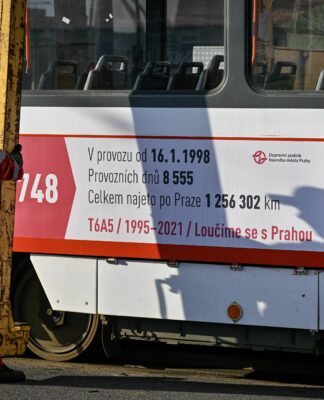 748
V provozu od 16. 1. 1998
Provozních dnů 8 555
Celkem najeto po Praze 1 256 302 km
T6A5 / 1995–2021 / Loučíme se s Prahou
Dopravní podnik
hlavního města Prahy